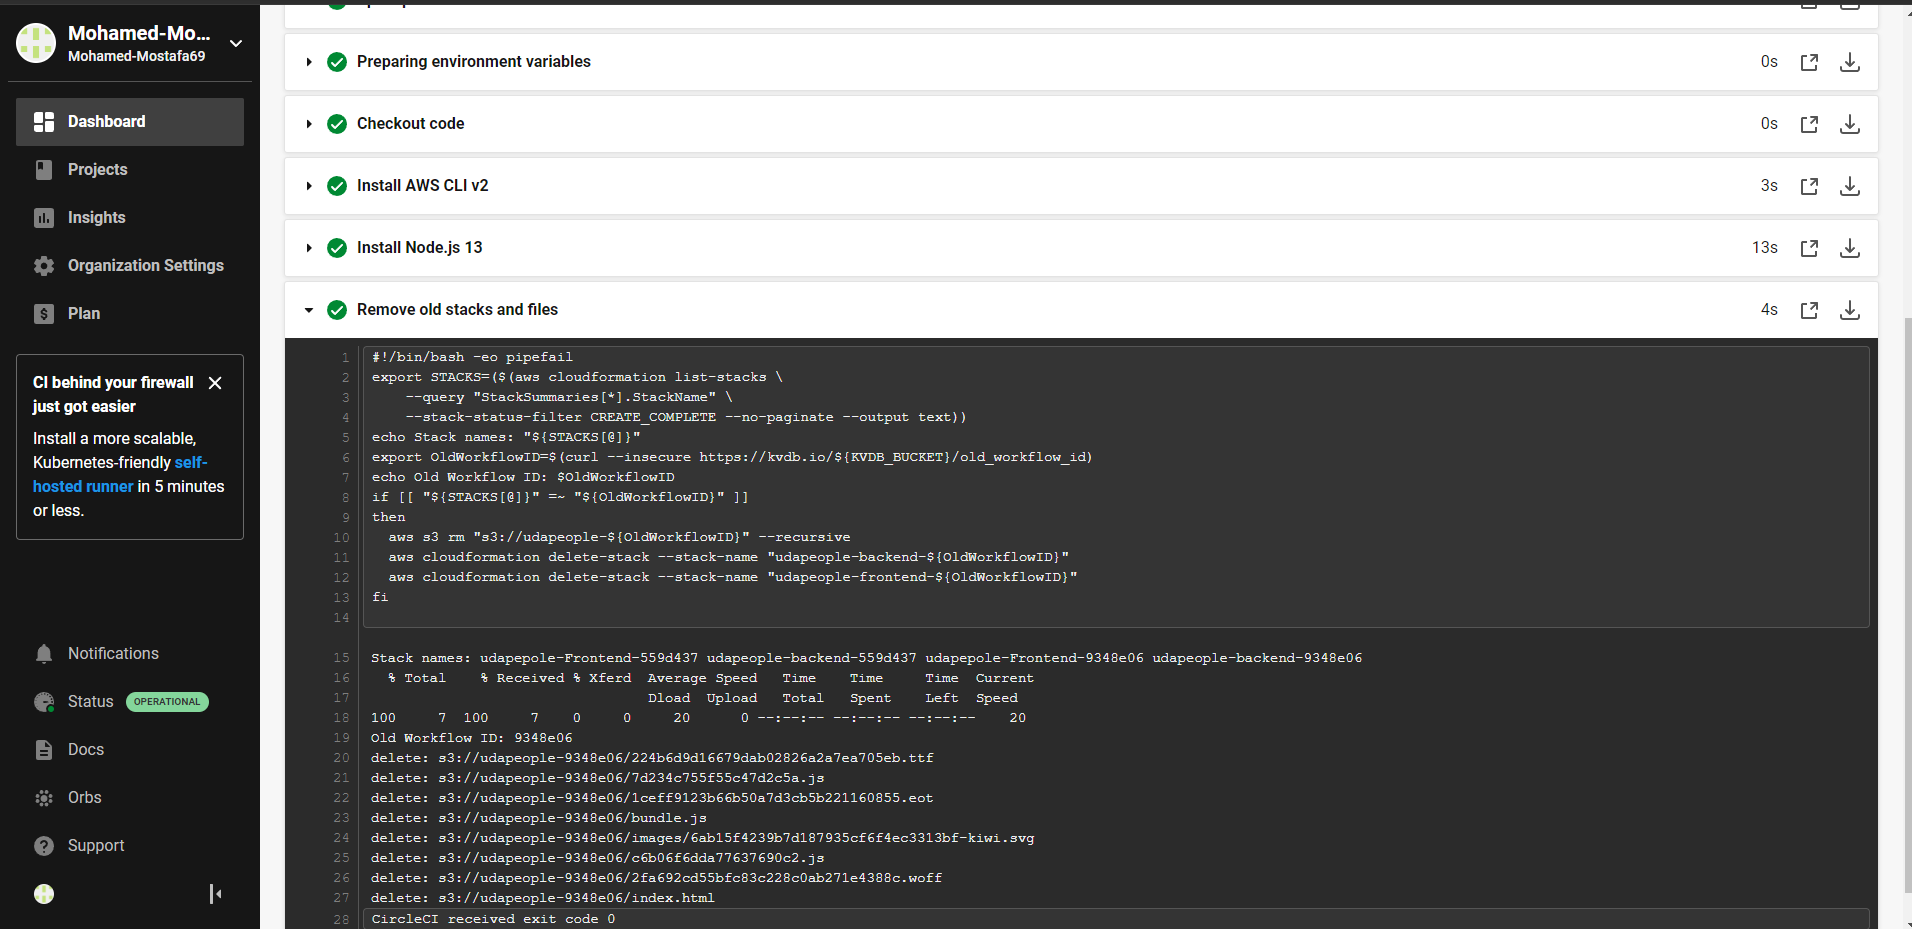 Mohamed-Mo...
Mohamed-Mostafa69
Dashboard
Projects
Insights
Organization Settings
Plan
CI behind your firewall
just got easier
Install a more scalable,
Kubernetes-friendly self-
hosted runner in 5 minutes
or less.
Notifications
Status OPERATIONAL
Docs
Orbs
Support
Preparing environment variables 0s
Checkout code 0s
Install AWS CLI v2 3s
Install Node.js 13 13s
Remove old stacks and files 4s
1 #!/bin/bash -eo pipefail
2 export STACKS=($(aws cloudformation list-stacks \
3 --query "StackSummaries[*].StackName" \
4 --stack-status-filter CREATE_COMPLETE --no-paginate --output text))
5 echo Stack names: "${STACKS[@]}"
6 export OldWorkflowID=$(curl --insecure https://kvdb.io/${KVDB_BUCKET}/old_workflow_id)
7 echo Old Workflow ID: $OldWorkflowID
8 if [[ "${STACKS[@]}" =~ "${OldWorkflowID}" ]]
9 then
10 aws s3 rm "s3://udapeople-${OldWorkflowID}" --recursive
11 aws cloudformation delete-stack --stack-name "udapeople-backend-${OldWorkflowID}"
12 aws cloudformation delete-stack --stack-name "udapeople-frontend-${OldWorkflowID}"
13 fi
14
15 Stack names: udapepole-Frontend-559d437 udapeople-backend-559d437 udapepole-Frontend-9348e06 udapeople-backend-9348e06
16 % Total % Received % Xferd Average Speed Time Time Time Current
17 Dload Upload Total Spent Left Speed
18 100 7 100 7 0 0 20 0 --:--:-- --:--:-- --:--:-- 20
19 Old Workflow ID: 9348e06
20 delete: s3://udapeople-9348e06/224b6d9d16679dab02826a2a7ea705eb.ttf
21 delete: s3://udapeople-9348e06/7d234c755f55c47d2c5a.js
22 delete: s3://udapeople-9348e06/1ceff9123b66b50a7d3cb5b221160855.eot
23 delete: s3://udapeople-9348e06/bundle.js
24 delete: s3://udapeople-9348e06/images/6ab15f4239b7d187935cf6f4ec3313bf-kiwi.svg
25 delete: s3://udapeople-9348e06/c6b06f6dda77637690c2.js
26 delete: s3://udapeople-9348e06/2fa692cd55bfc83c228c0ab271e4388c.woff
27 delete: s3://udapeople-9348e06/index.html
28 CircleCI received exit code 0